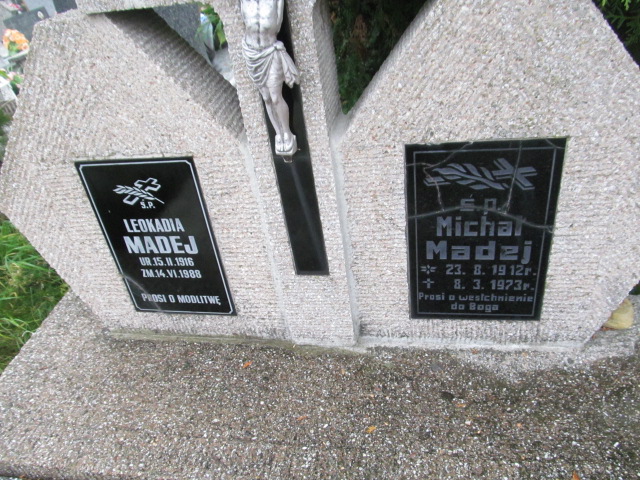 Ś.P.
LEOKADIA
MADEJ
UR.15.II.1916
ZM.14.VI.1988
PROSI O MODLITWĘ
Ś.P.
Michał
Madej
23. 8. 1912r.
8. 3. 1973r.
Prosi o westchnienie
do Boga